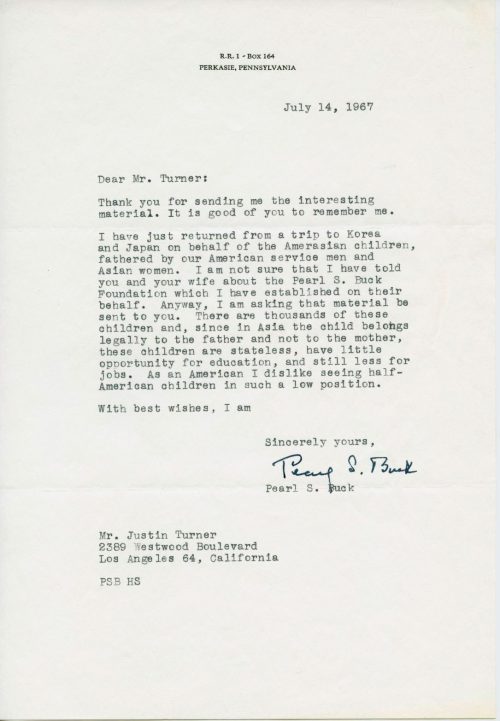 R.R. 1 - BOX 164
PERKASIE, PENNSYLVANIA
July 14, 1967
Dear Mr. Turner:
Thank you for sending me the interesting
material. It is good of you to remember me.
I have just returned from a trip to Korea
and Japan on behalf of the Amerasian children,
fathered by our American service men and
Asian women. I am not sure that I have told
you and your wife about the Pearl S. Buck
Foundation which I have established on their
behalf. Anyway, I am asking that material be
sent to you. There are thousands of these
children and, since in Asia the child belongs
legally to the father and not to the mother,
these children are stateless, have little
opportunity for education, and still less for
jobs. As an American I dislike seeing half-
American children in such a low position.
With best wishes, I am
Sincerely yours,
Pearl S. Buck
Pearl S. Buck
Mr. Justin Turner
2389 Westwood Boulevard
Los Angeles 64, California
PSB HS